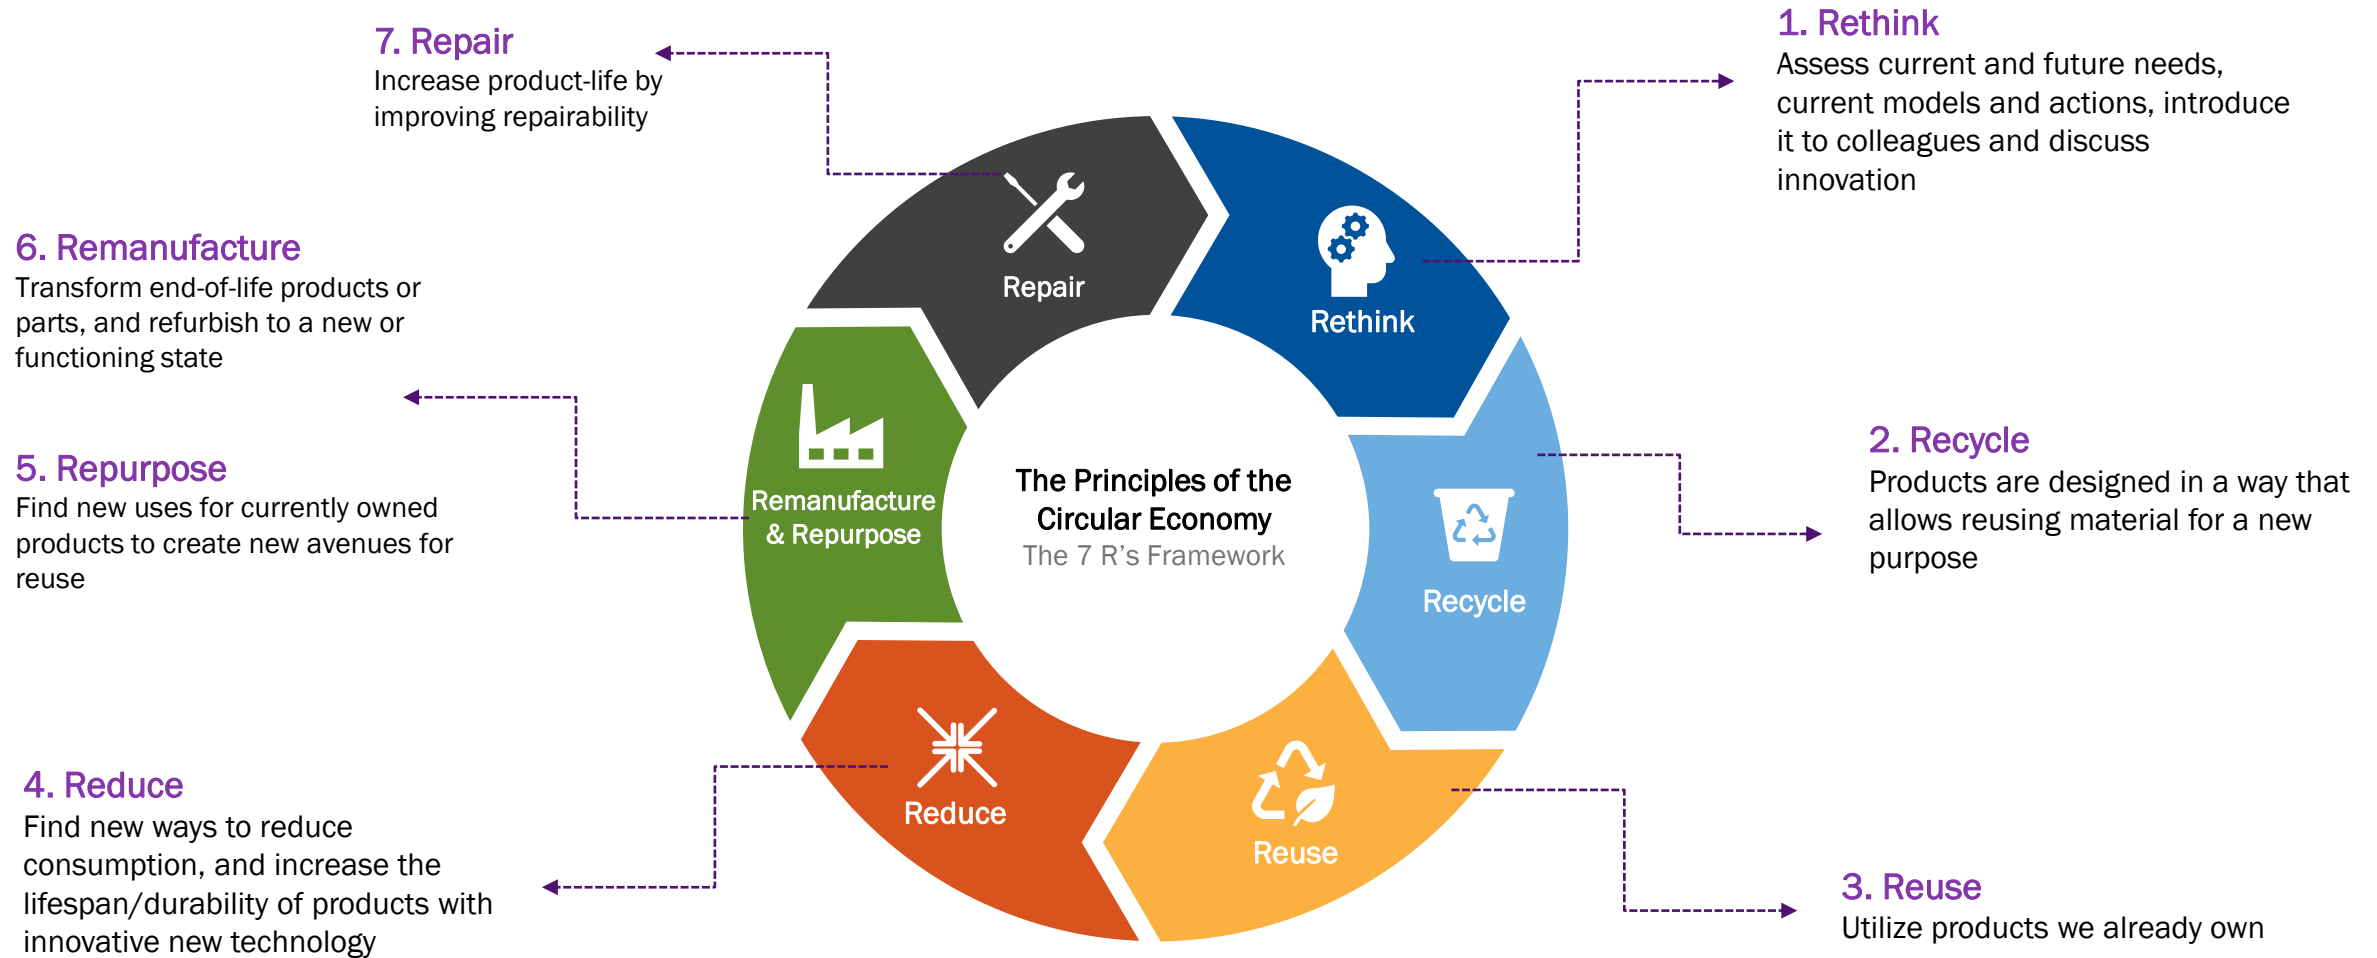 7. Repair
Increase product-life by
improving repairability
1. Rethink
Assess current and future needs,
current models and actions, introduce
it to colleagues and discuss
innovation
6. Remanufacture
Transform end-of-life products or
parts, and refurbish to a new or
functioning state
5. Repurpose
Find new uses for currently owned
products to create new avenues for
reuse
4. Reduce
Find new ways to reduce
consumption, and increase the
lifespan/durability of products with
innovative new technology
2. Recycle
Products are designed in a way that
allows reusing material for a new
purpose
3. Reuse
Utilize products we already own
Repair
Rethink
Remanufacture
& Repurpose
Recycle
Reduce
Reuse
The Principles of the
Circular Economy
The 7 R's Framework